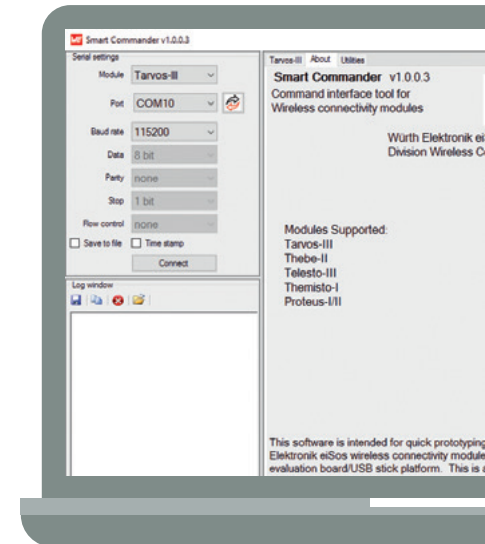 Smart Commander v1.0.0.3
Serial settings
Module Tarvos-III
Port COM10
Baud rate 115200
Data 8 bit
Parity none
Stop 1 bit
Flow control none
Save to file Time stamp
Connect
Log window
Tarvos-III About Utilities
Smart Commander v1.0.0.3
Command interface tool for
Wireless connectivity modules
Würth Elektronik ei
Division Wireless C
Modules Supported:
Tarvos-III
Thebe-II
Telesto-III
Themisto-I
Proteus-I/II
This software is intended for quick prototyping
Elektronik eiSos wireless connectivity module
evaluation board/USB stick platform. This is a